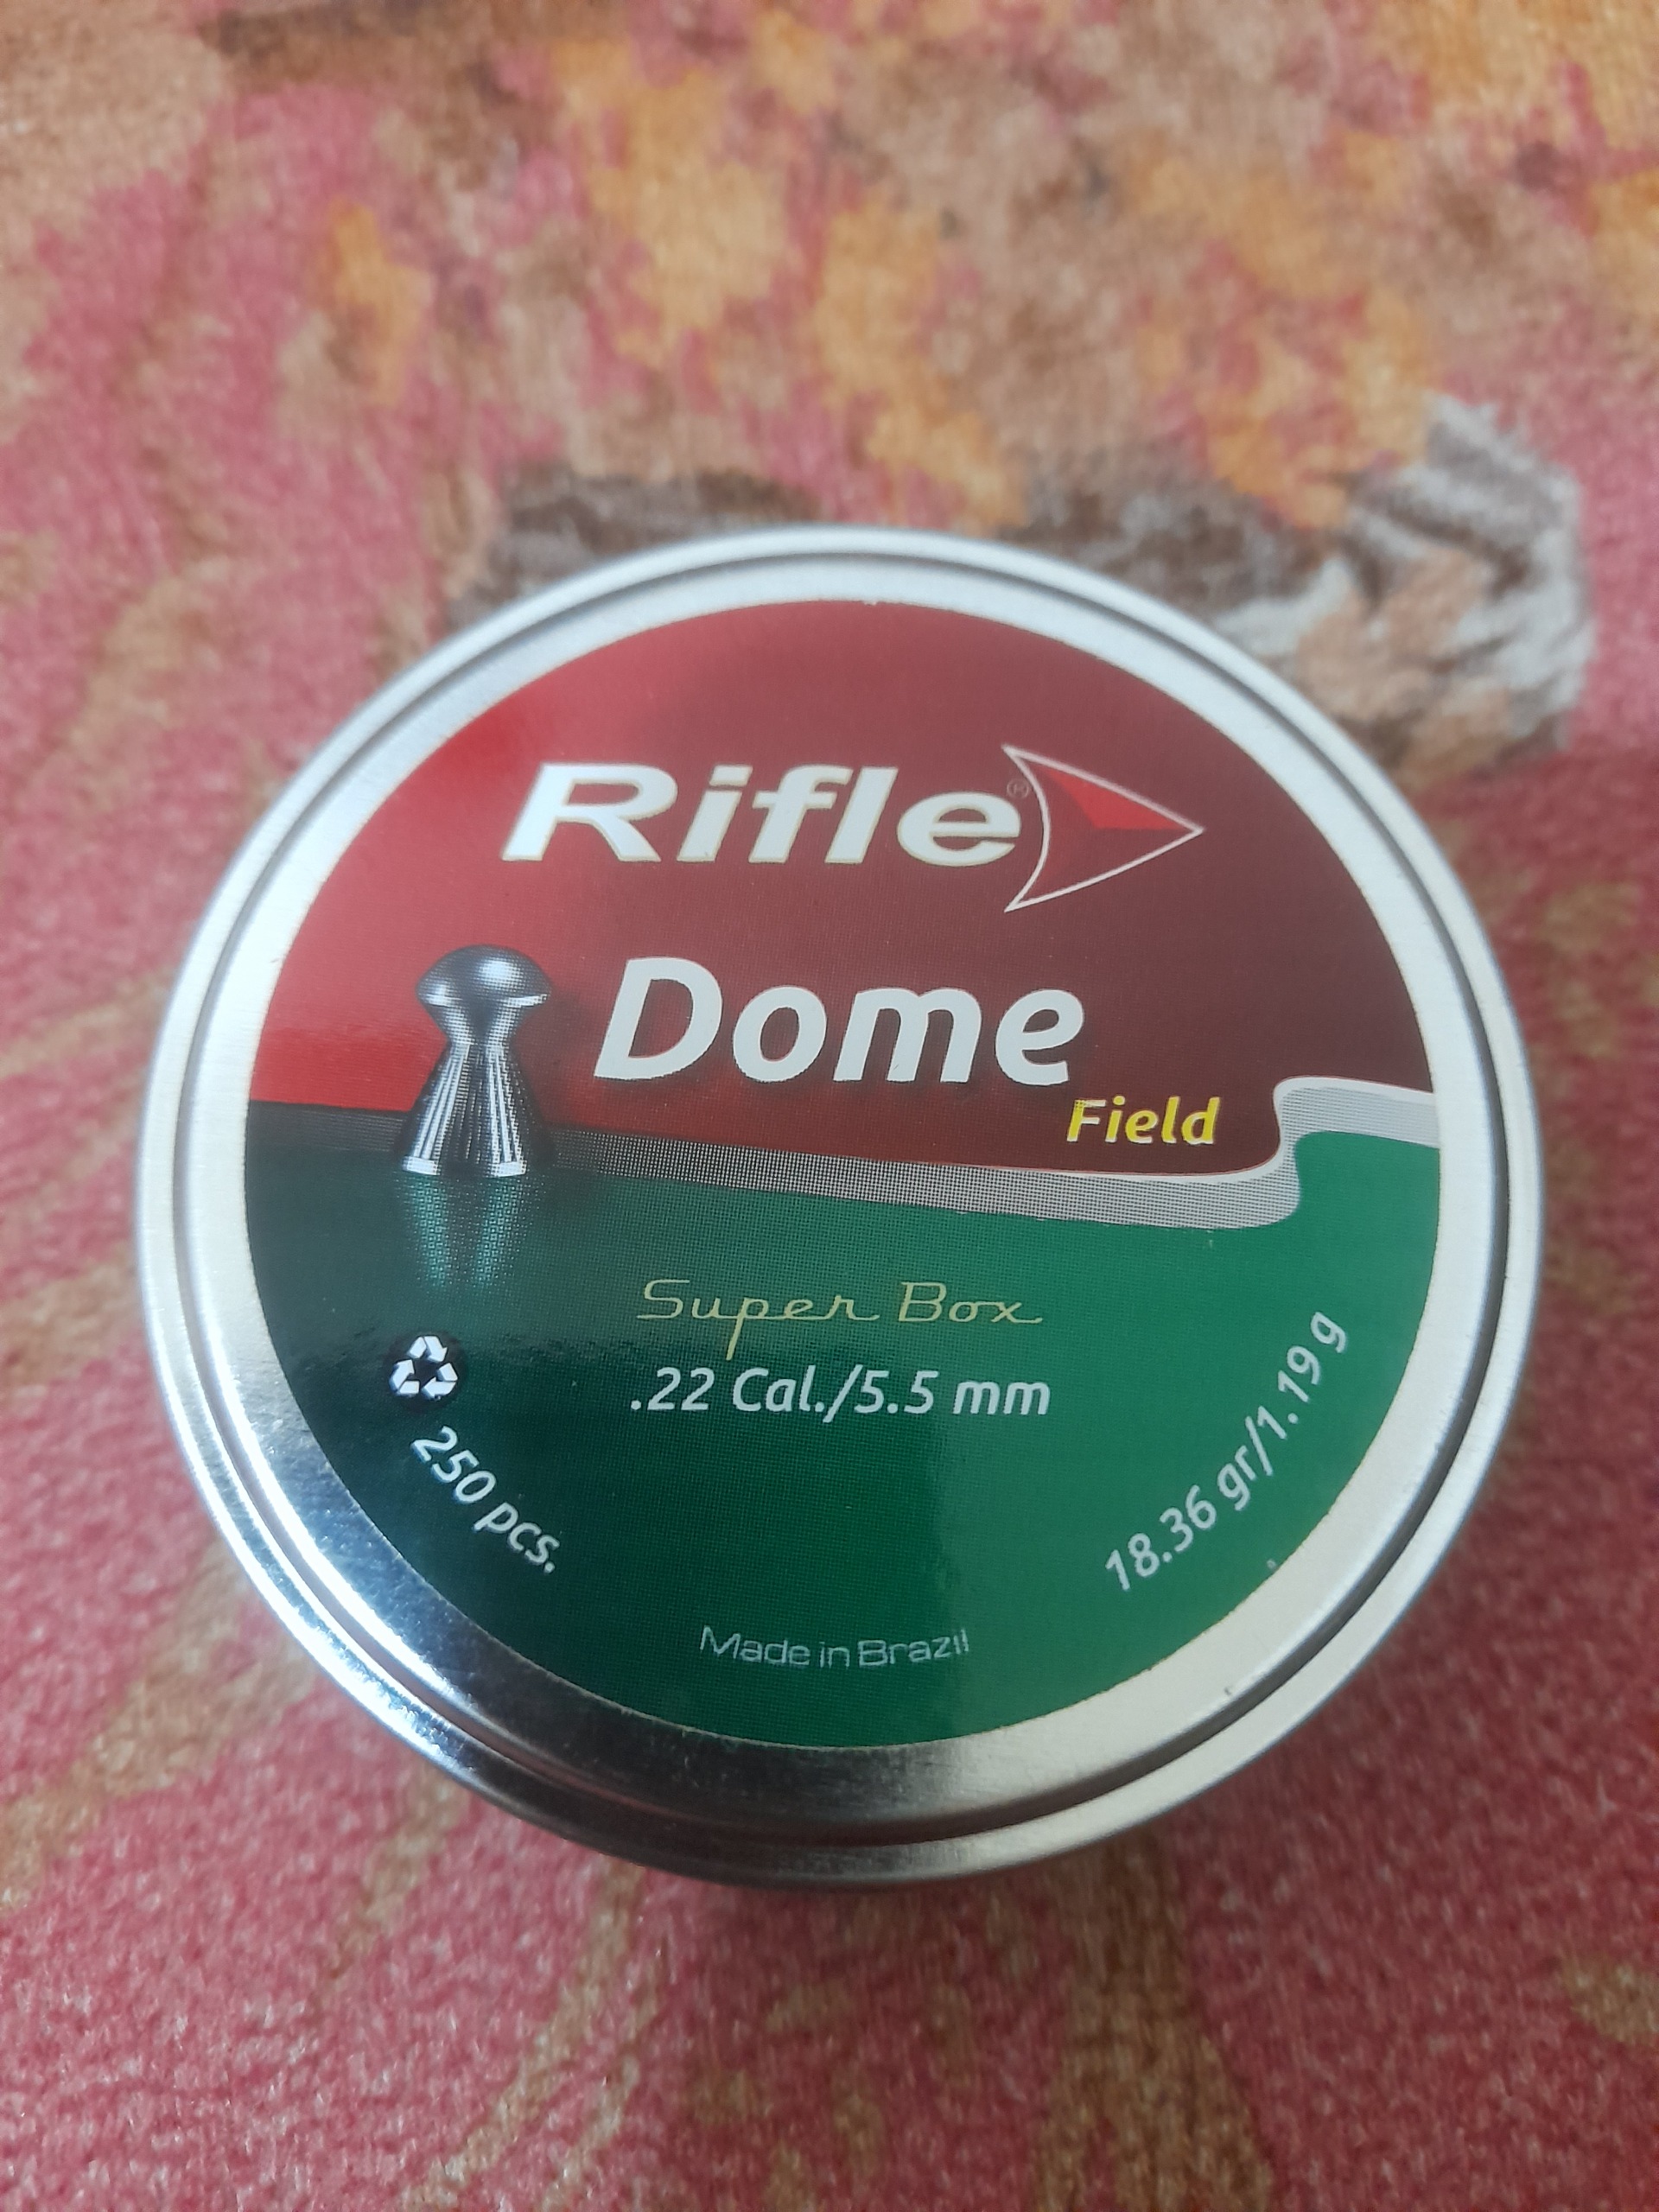 Rifle®
Dome
Field
Super Box
.22 Cal./5.5 mm
250 pcs.
18.36 gr/1.19 g
Made in Brazil